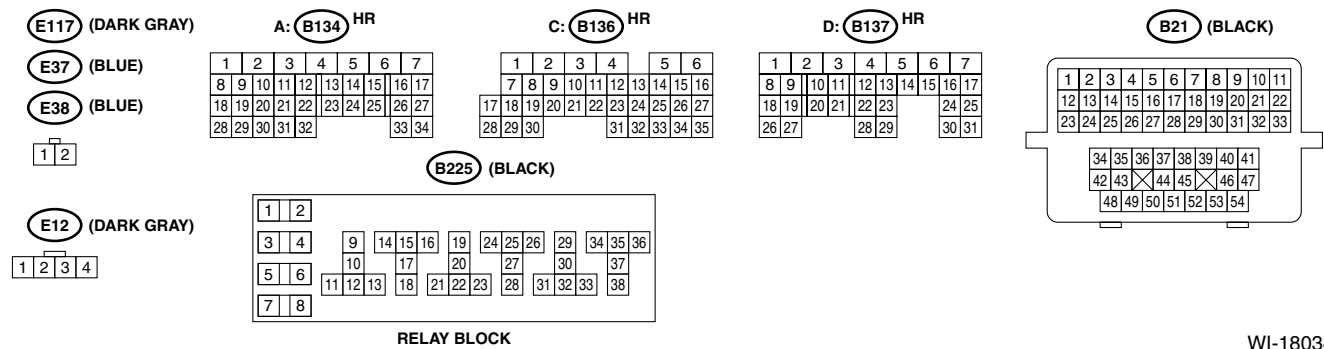 E117 (DARK GRAY)
E37 (BLUE)
E38 (BLUE)
1 2
E12 (DARK GRAY)
1 2 3 4
A: B134 HR
1 2 3 4 5 6 7
8 9 10 11 12 13 14 15 16 17
18 19 20 21 22 23 24 25 26 27
28 29 30 31 32 33 34
C: B136 HR
1 2 3 4 5 6
7 8 9 10 11 12 13 14 15 16
17 18 19 20 21 22 23 24 25 26 27
28 29 30 31 32 33 34 35
D: B137 HR
1 2 3 4 5 6 7
8 9 10 11 12 13 14 15 16 17
18 19 20 21 22 23 24 25
26 27 28 29 30 31
B21 (BLACK)
1 2 3 4 5 6 7 8 9 10 11
12 13 14 15 16 17 18 19 20 21 22
23 24 25 26 27 28 29 30 31 32 33
34 35 36 37 38 39 40 41
42 43 44 45 46 47
48 49 50 51 52 53 54
B225 (BLACK)
1 2
3 4 9 14 15 16 19 24 25 26 29 34 35 36
10 17 20 27 30 37
5 6 11 12 13 18 21 22 23 28 31 32 33 38
7 8
RELAY BLOCK